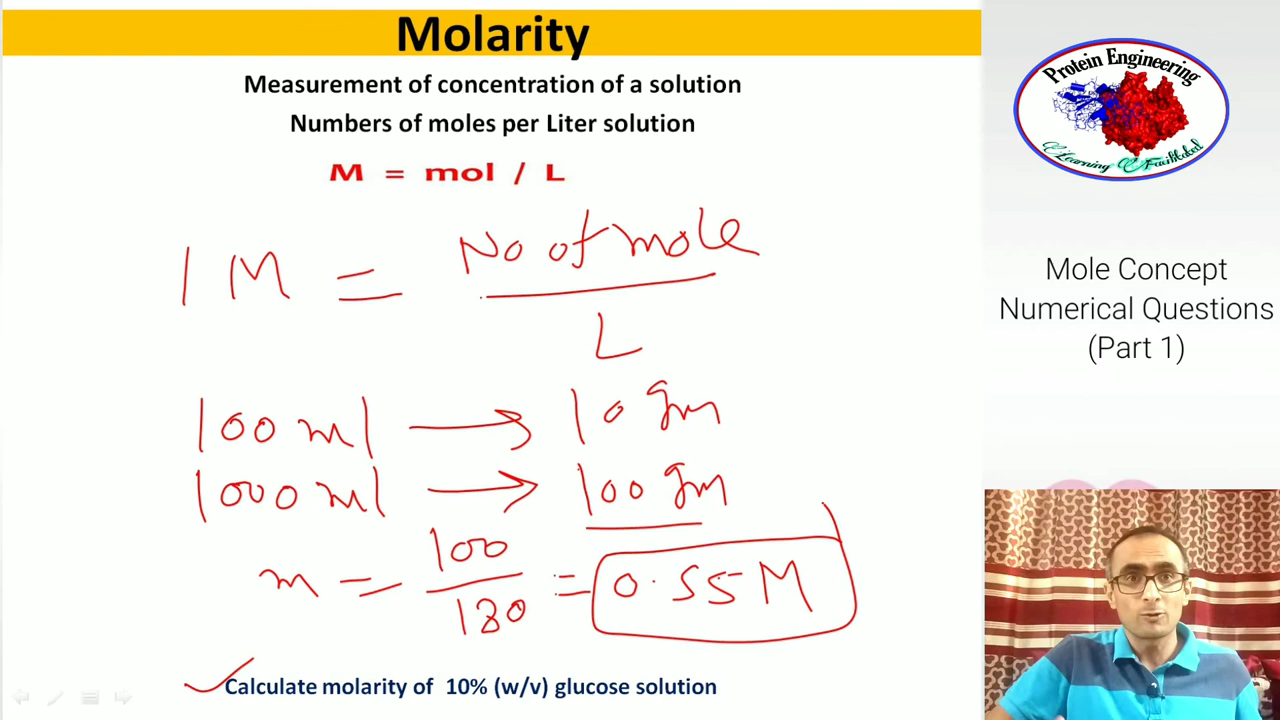 Molarity
Measurement of concentration of a solution
Numbers of moles per Liter solution
M = mol / L
1 M = No of mole
L
100 ml → 10 gm
1000 ml → 100 gm
m = 100
180
= 0.55 M
Calculate molarity of 10% (w/v) glucose solution
Protein Engineering
Learning Facilitated
Mole Concept
Numerical Questions
(Part 1)